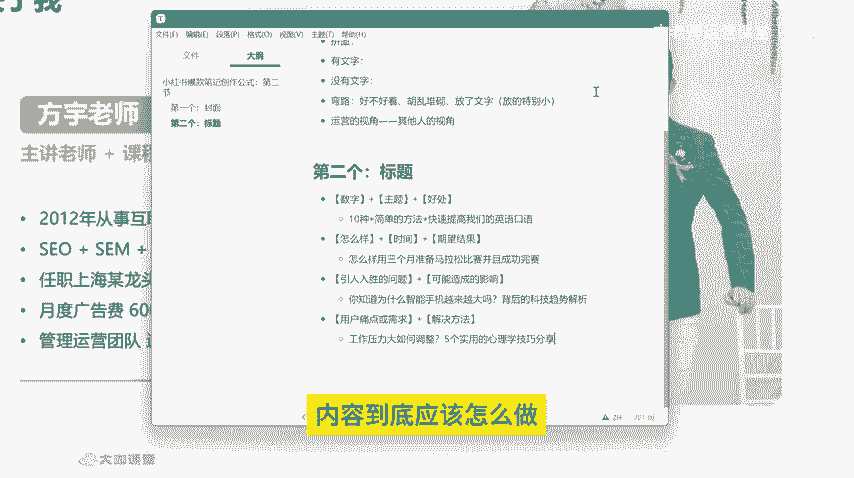 方宇老师
主讲老师 + 课程
• 2012年从事互联
• SEO + SEM +
• 任职上海某龙头
• 月度广告费 600
• 管理运营团队
文件(F) 编辑(E) 段落(P) 格式(O) 视图(V) 主题(T) 帮助(H)
文件 大纲
小红书爆款笔记创作公式：第二
节
第一个：封面
第二个：标题
• 有文字：
• 没有文字：
• 弯路：好不好看、胡乱堆砌、放了文字（放的特别小）
• 运营的视角——其他人的视角
第二个：标题
• 【数字】+【主题】+【好处】
○ 10种+简单的方法+快速提高我们的英语口语
• 【怎么样】+【时间】+【期望结果】
○ 怎么样用三个月准备马拉松比赛并且成功完赛
• 【引人入胜的问题】+【可能造成的影响】
○ 你知道为什么智能手机越来越大吗？背后的科技趋势解析
• 【用户痛点或需求】+【解决方法】
○ 工作压力大如何调整？5个实用的心理学技巧分享
内容到底应该怎么做